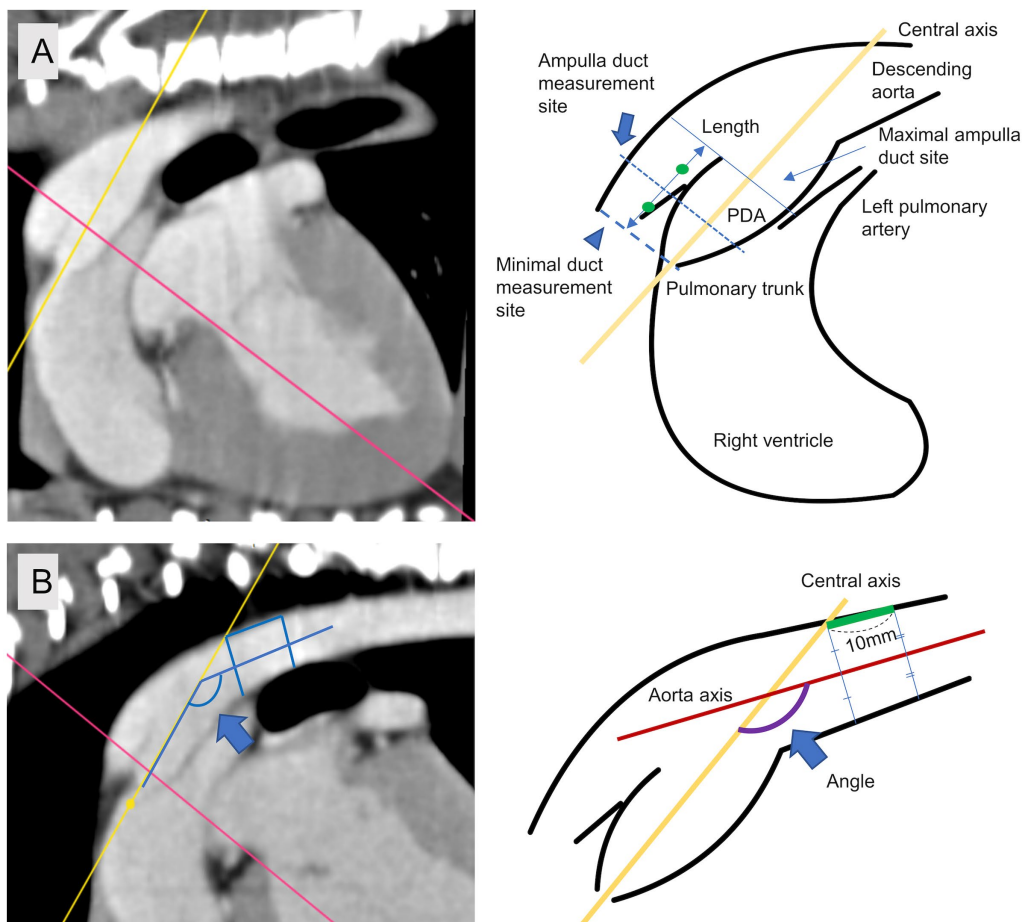 A
Central axis
Ampulla duct
measurement
site
Descending
aorta
Length
Maximal ampulla
duct site
PDA
Left pulmonary
artery
Minimal duct
measurement
site
Pulmonary trunk
Right ventricle
B
Central axis
10mm
Aorta axis
Angle